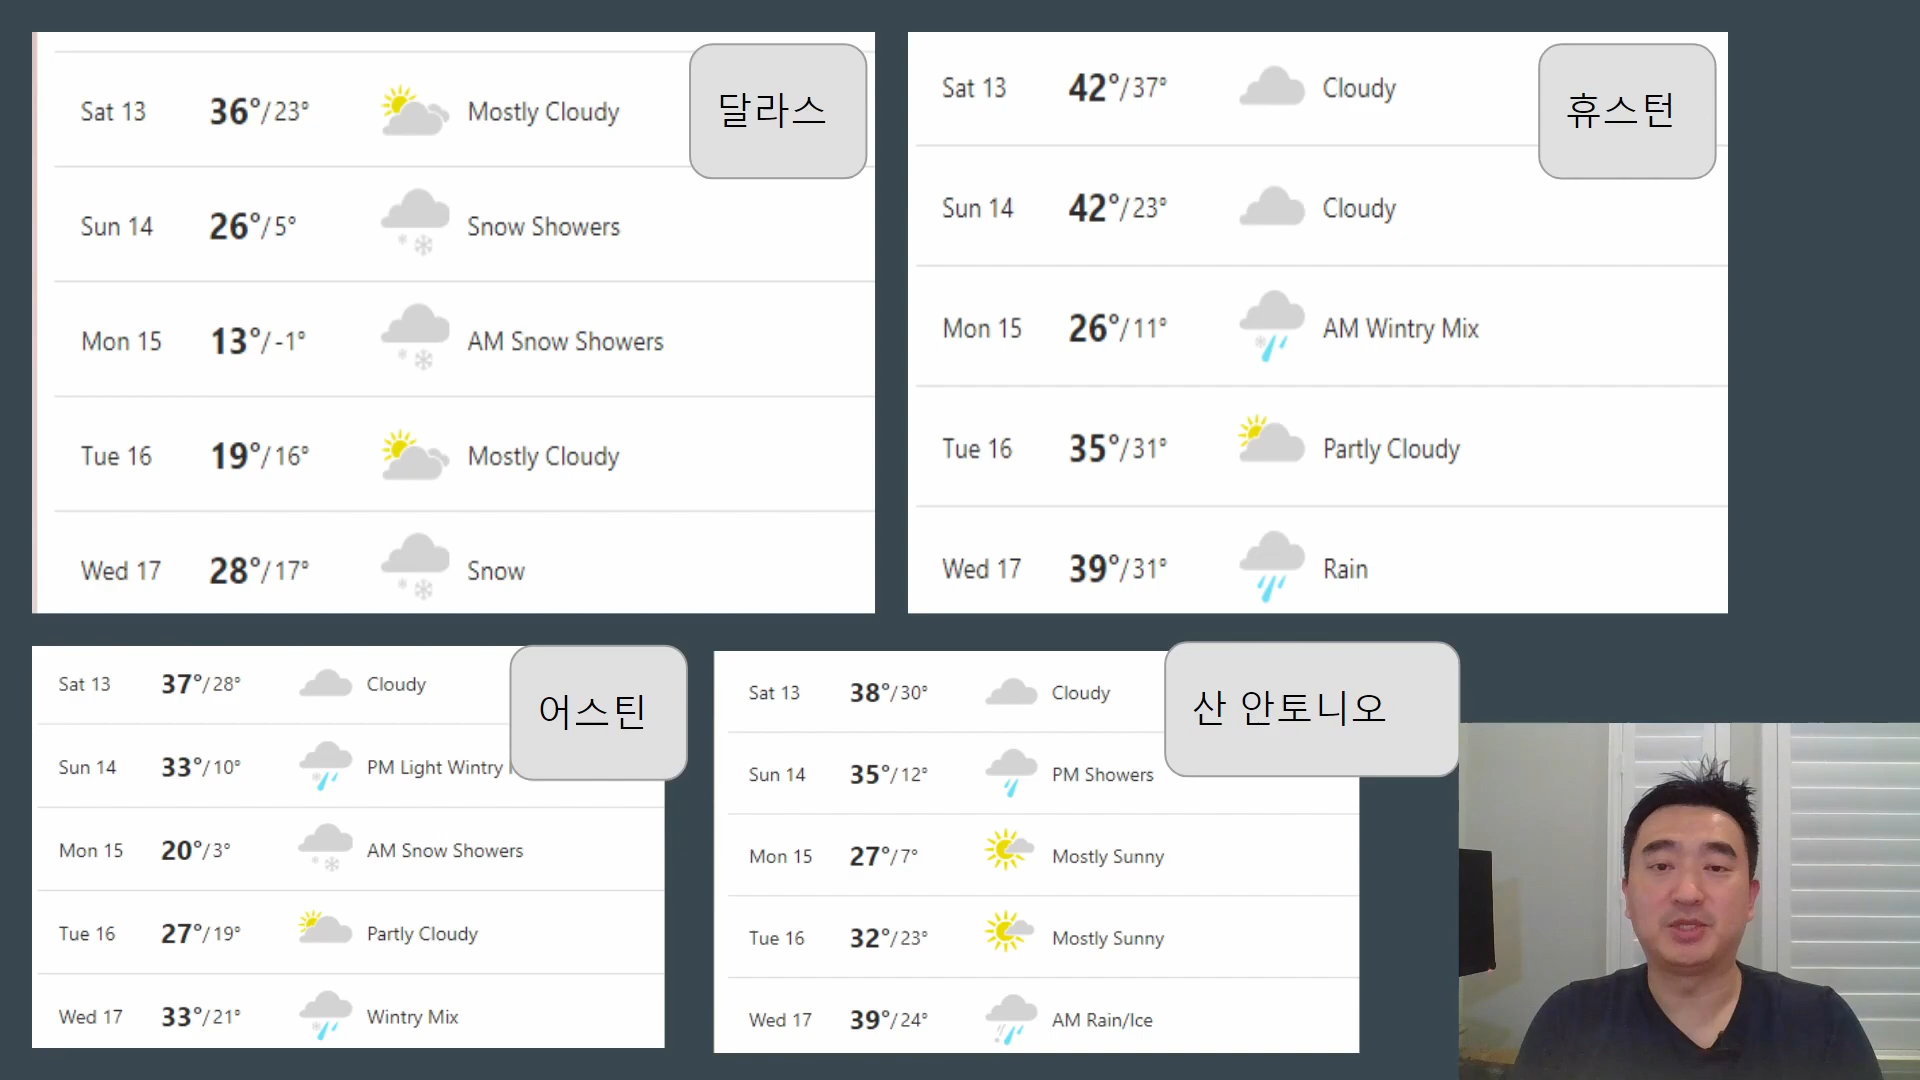 달라스
Sat 13 36°/23° Mostly Cloudy
Sun 14 26°/5° Snow Showers
Mon 15 13°/-1° AM Snow Showers
Tue 16 19°/16° Mostly Cloudy
Wed 17 28°/17° Snow
휴스턴
Sat 13 42°/37° Cloudy
Sun 14 42°/23° Cloudy
Mon 15 26°/11° AM Wintry Mix
Tue 16 35°/31° Partly Cloudy
Wed 17 39°/31° Rain
어스틴
Sat 13 37°/28° Cloudy
Sun 14 33°/10° PM Light Wintry
Mon 15 20°/3° AM Snow Showers
Tue 16 27°/19° Partly Cloudy
Wed 17 33°/21° Wintry Mix
산 안토니오
Sat 13 38°/30° Cloudy
Sun 14 35°/12° PM Showers
Mon 15 27°/7° Mostly Sunny
Tue 16 32°/23° Mostly Sunny
Wed 17 39°/24° AM Rain/Ice